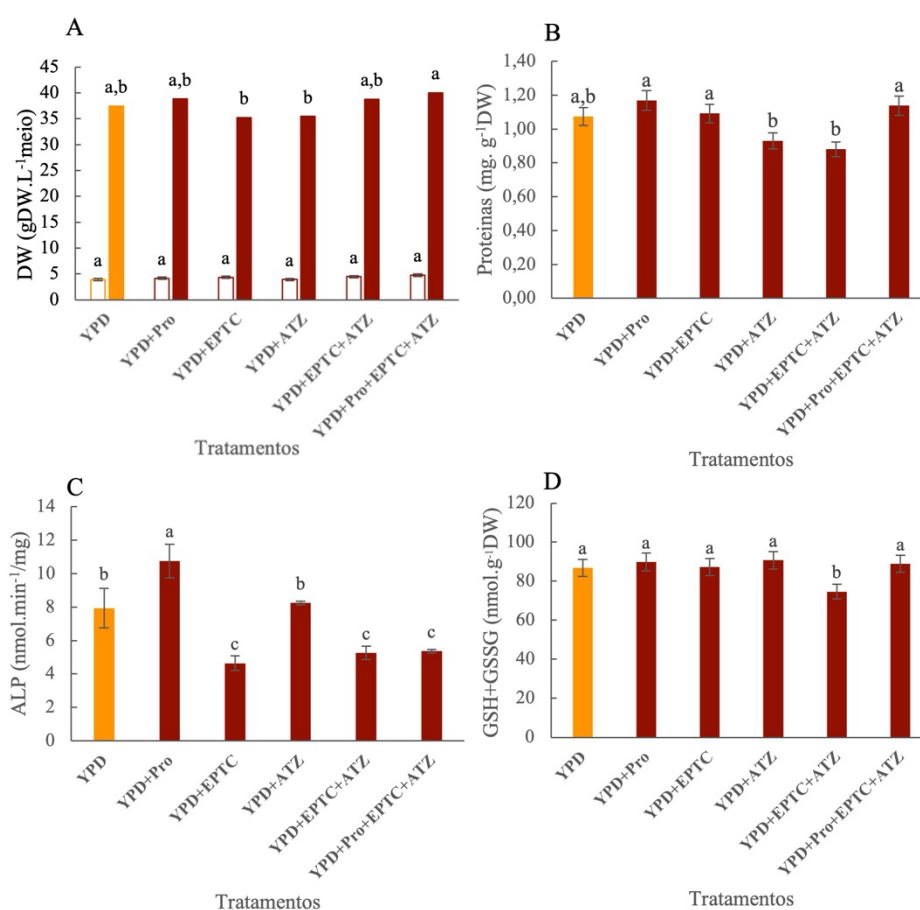 A
DW (gDW.L⁻¹meio)
45
40
35
30
25
20
15
10
5
0
a,b
a,b
b
b
a,b
a
a
a
a
a
a
a
YPD
YPD+Pro
YPD+EPTC
YPD+ATZ
YPD+EPTC+ATZ
YPD+Pro+EPTC+ATZ
Tratamentos
B
Proteinas (mg. g⁻¹DW)
1,40
1,20
1,00
0,80
0,60
0,40
0,20
0,00
a,b
a
a
b
b
a
YPD
YPD+Pro
YPD+EPTC
YPD+ATZ
YPD+EPTC+ATZ
YPD+Pro+EPTC+ATZ
Tratamentos
C
ALP (nmol.min⁻¹/mg)
14
12
10
8
6
4
2
0
b
a
c
b
c
c
YPD
YPD+Pro
YPD+EPTC
YPD+ATZ
YPD+EPTC+ATZ
YPD+Pro+EPTC+ATZ
Tratamentos
D
GSH+GSSG (nmol.g⁻¹DW)
120
100
80
60
40
20
0
a
a
a
a
b
a
YPD
YPD+Pro
YPD+EPTC
YPD+ATZ
YPD+EPTC+ATZ
YPD+Pro+EPTC+ATZ
Tratamentos